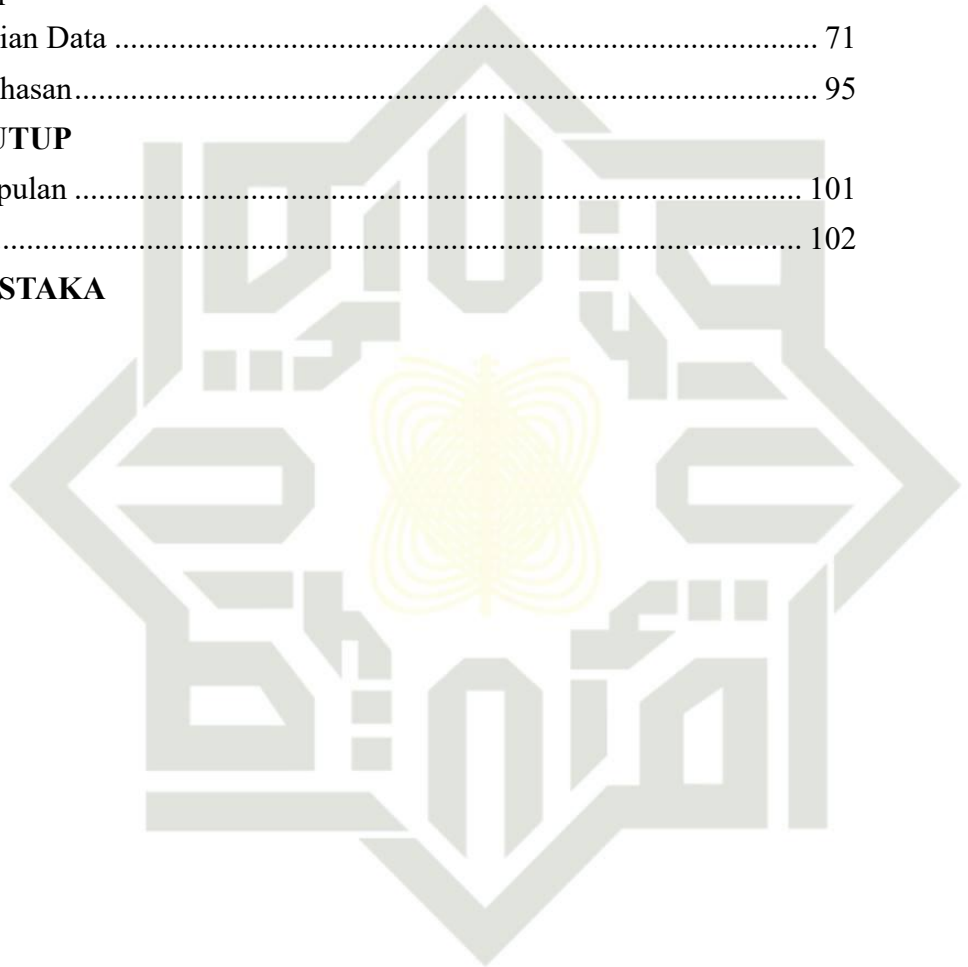 ian Data .......................................................................................... 71
hasan................................................................................................ 95
UTUP
pulan ............................................................................................. 101
....................................................................................................... 102
STAKA